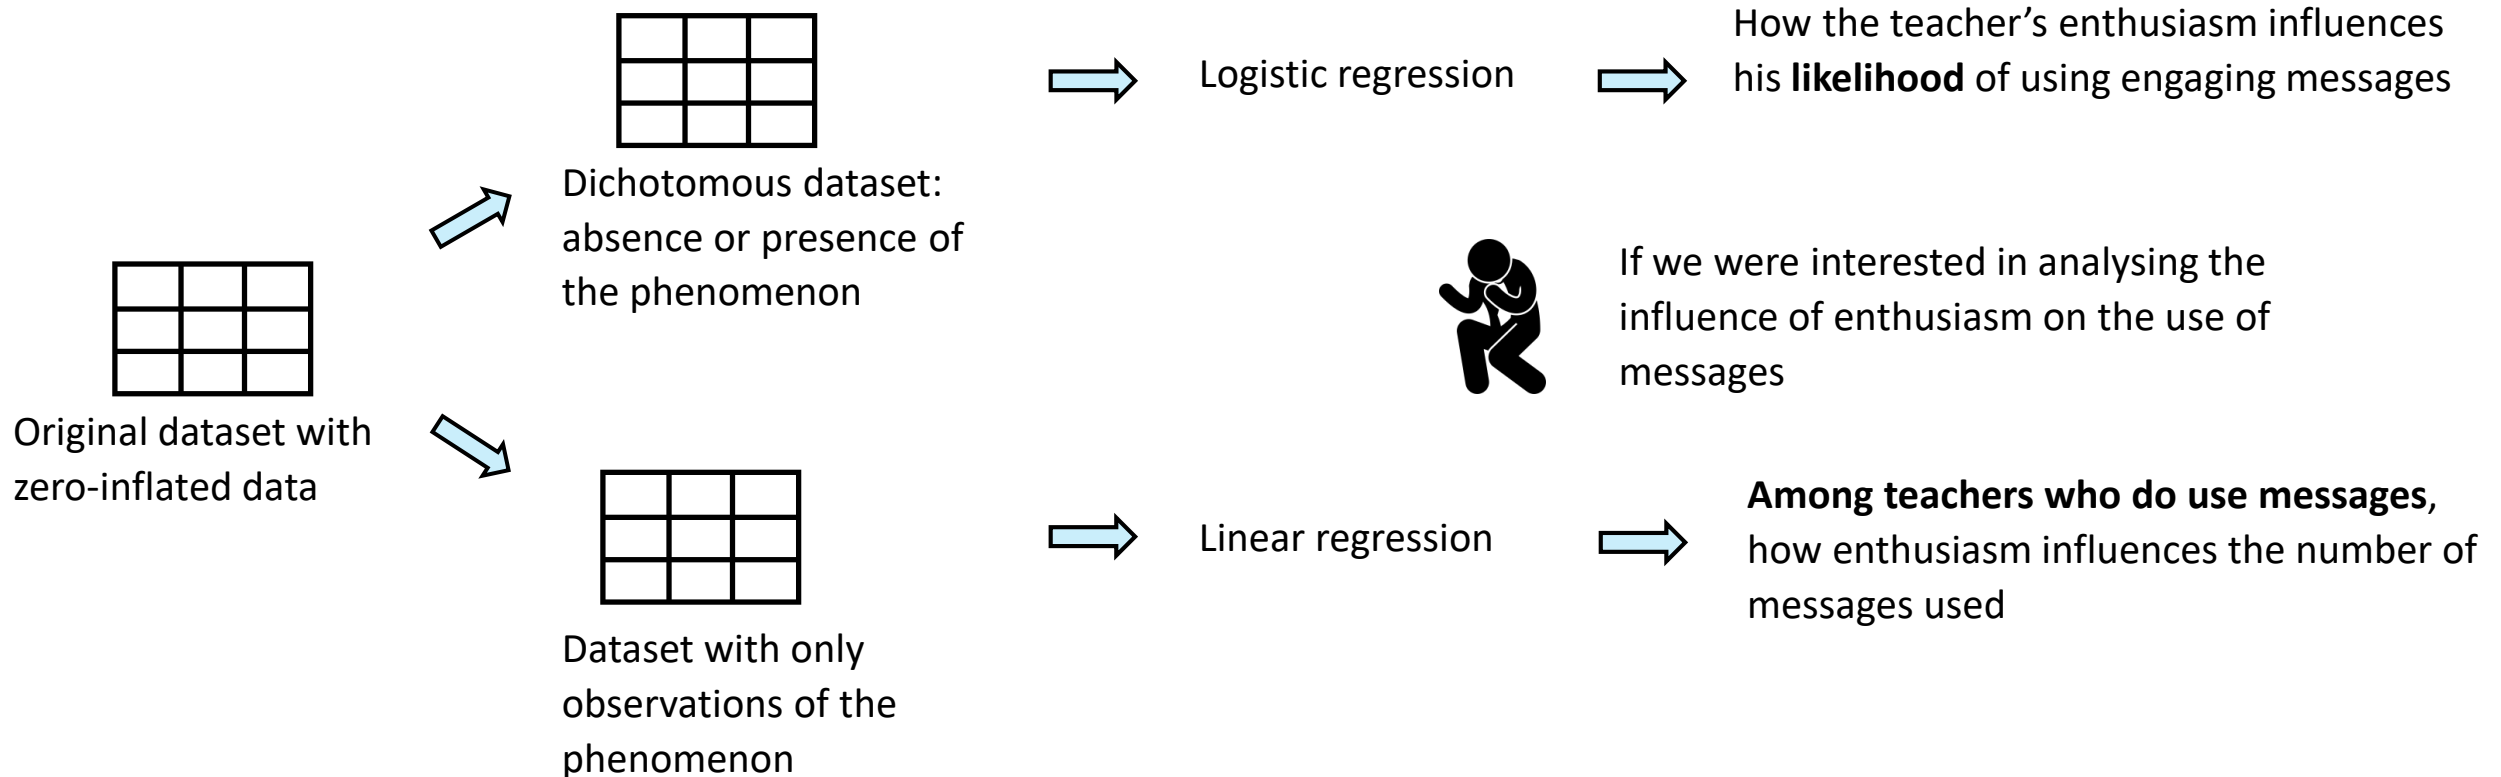 Original dataset with
zero-inflated data
Dichotomous dataset:
absence or presence of
the phenomenon
Logistic regression
How the teacher’s enthusiasm influences
his likelihood of using engaging messages
If we were interested in analysing the
influence of enthusiasm on the use of
messages
Dataset with only
observations of the
phenomenon
Linear regression
Among teachers who do use messages,
how enthusiasm influences the number of
messages used